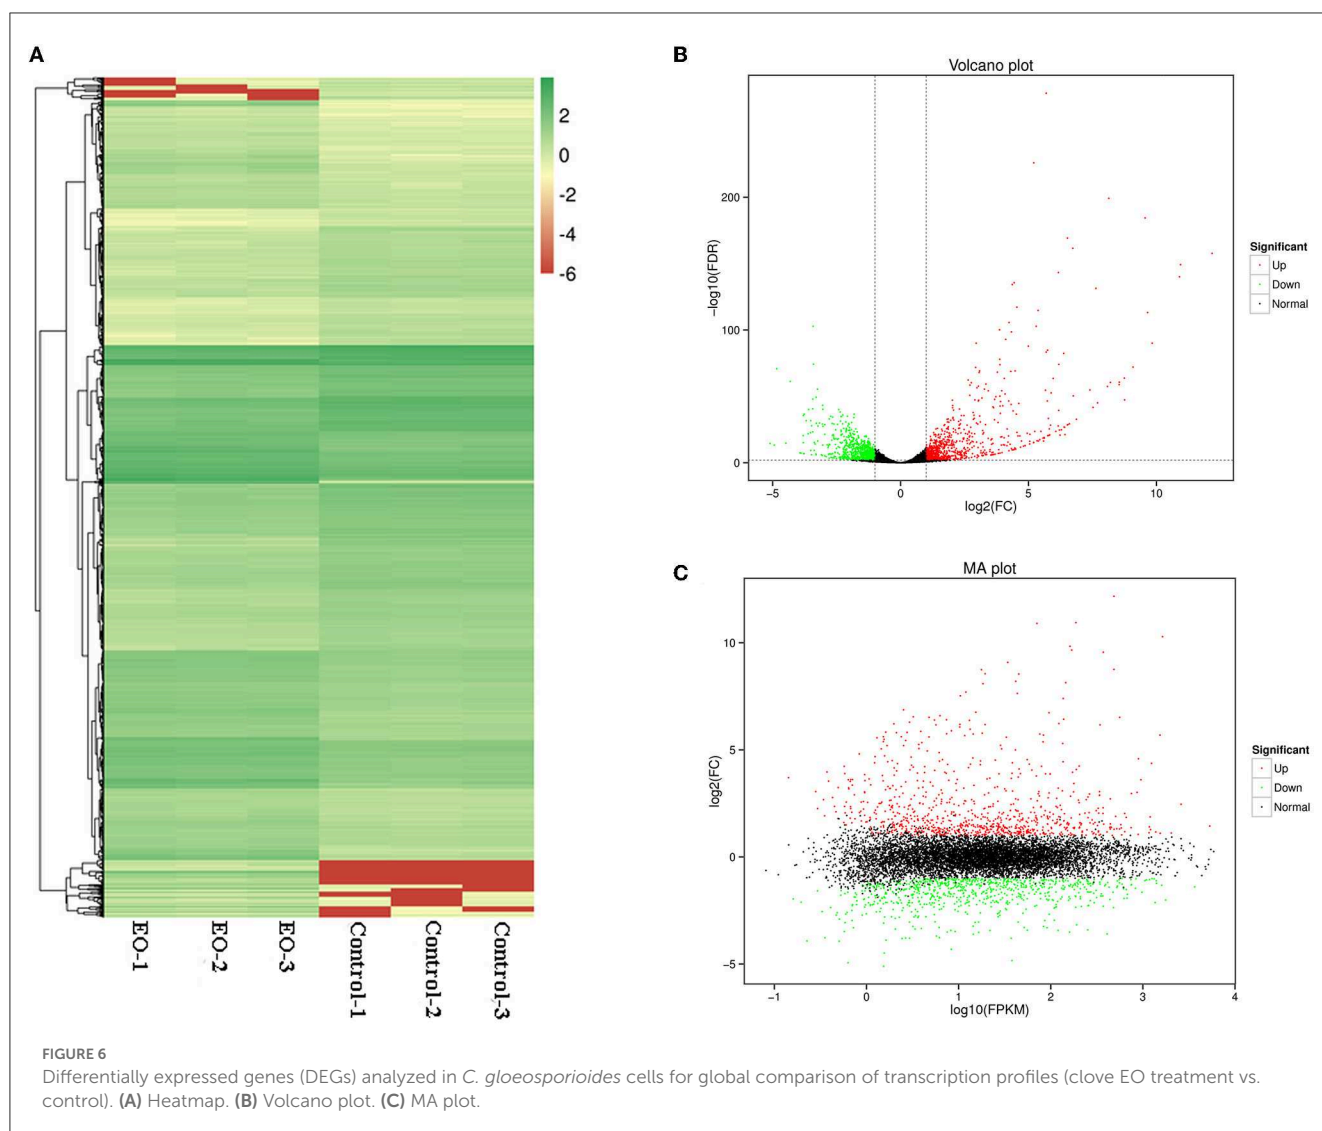 A
2
0
-2
-4
-6
EO-1
EO-2
EO-3
Control-1
Control-2
Control-3
B
Volcano plot
−log10(FDR)
200
100
0
−5
0
5
10
log2(FC)
Significant
Up
Down
Normal
C
MA plot
log2(FC)
10
5
0
−5
−1
0
1
2
3
4
log10(FPKM)
Significant
Up
Down
Normal
FIGURE 6
Differentially expressed genes (DEGs) analyzed in C. gloeosporioides cells for global comparison of transcription profiles (clove EO treatment vs.
control). (A) Heatmap. (B) Volcano plot. (C) MA plot.